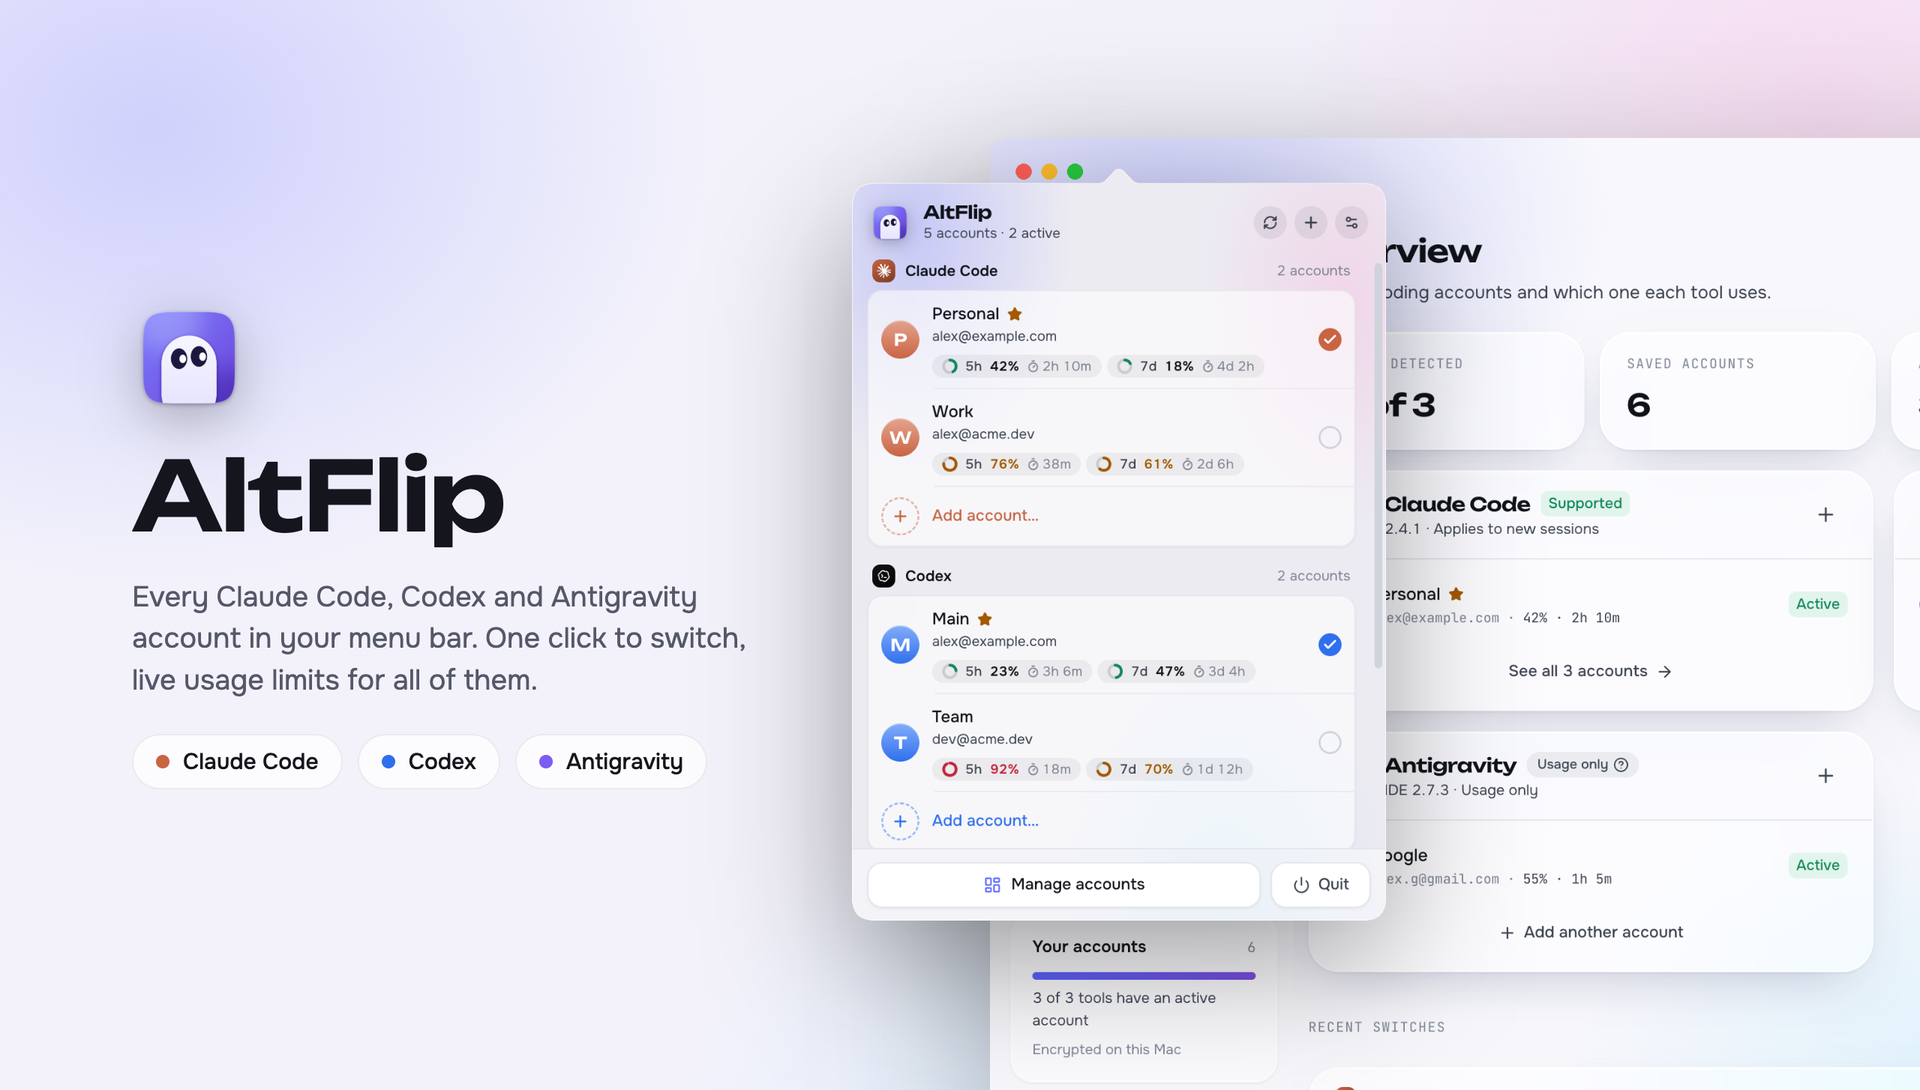 AltFlip
Every Claude Code, Codex and Antigravity
account in your menu bar. One click to switch,
live usage limits for all of them.
Claude Code
Codex
Antigravity
AltFlip
5 accounts · 2 active
Claude Code
2 accounts
P
Personal
alex@example.com
5h 42% 2h 10m
7d 18% 4d 2h
W
Work
alex@acme.dev
5h 76% 38m
7d 61% 2d 6h
Add account...
Codex
2 accounts
M
Main
alex@example.com
5h 23% 3h 6m
7d 47% 3d 4h
T
Team
dev@acme.dev
5h 92% 18m
7d 70% 1d 12h
Add account...
Manage accounts
Quit
rview
oding accounts and which one each tool uses.
DETECTED
of 3
SAVED ACCOUNTS
6
Claude Code Supported
2.4.1 · Applies to new sessions
ersonal
ex@example.com · 42% · 2h 10m
Active
See all 3 accounts →
Antigravity Usage only
IDE 2.7.3 · Usage only
oogle
ex.g@gmail.com · 55% · 1h 5m
Active
Add another account
Your accounts 6
3 of 3 tools have an active
account
Encrypted on this Mac
RECENT SWITCHES